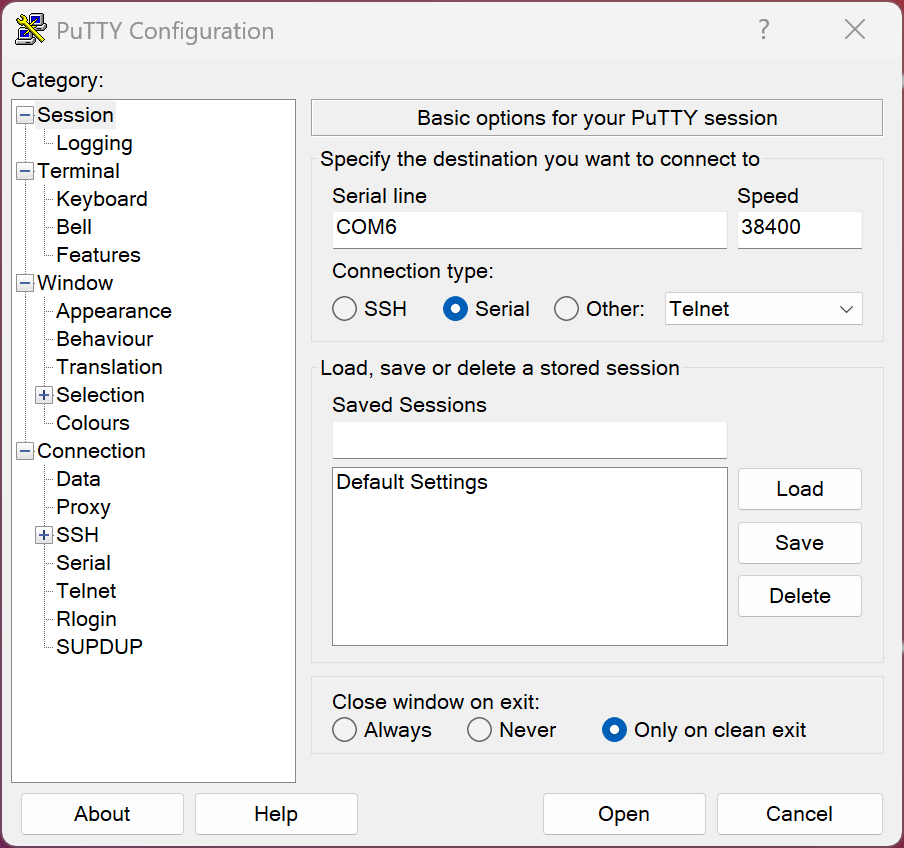 PuTTY Configuration ?
Category:
Session
Logging
Terminal
Keyboard
Bell
Features
Window
Appearance
Behaviour
Translation
Selection
Colours
Connection
Data
Proxy
SSH
Serial
Telnet
Rlogin
SUPDUP
Basic options for your PuTTY session
Specify the destination you want to connect to
Serial line Speed
COM6 38400
Connection type:
SSH Serial Other: Telnet
Load, save or delete a stored session
Saved Sessions
Default Settings
Load
Save
Delete
Close window on exit:
Always Never Only on clean exit
About Help Open Cancel